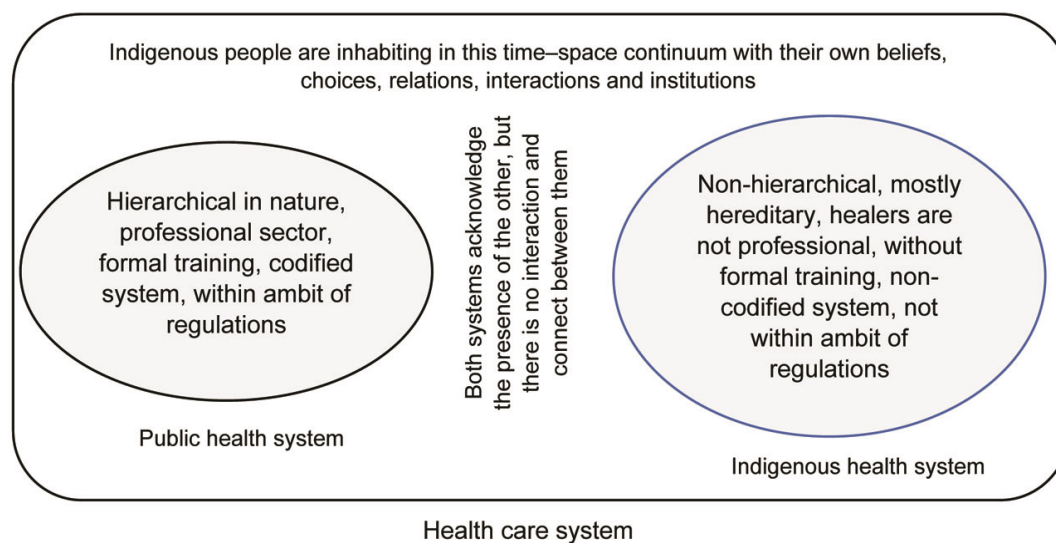 Indigenous people are inhabiting in this time–space continuum with their own beliefs,
choices, relations, interactions and institutions
Hierarchical in nature,
professional sector,
formal training, codified
system, within ambit of
regulations
Public health system
Both systems acknowledge
the presence of the other, but
there is no interaction and
connect between them
Non-hierarchical, mostly
hereditary, healers are
not professional, without
formal training, non-
codified system, not
within ambit of
regulations
Indigenous health system
Health care system